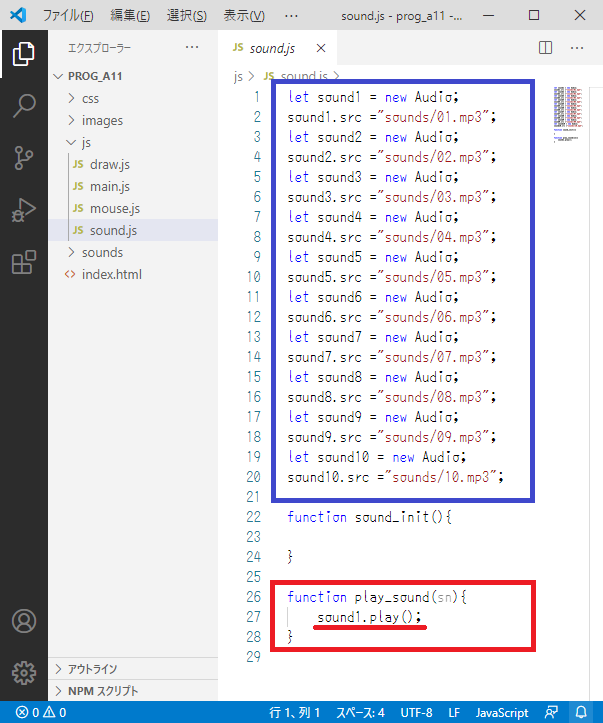 ファイル(F) 編集(E) 選択(S) 表示(V) ··· sound.js - prog_a11 -...
エクスプローラー ···
PROG_A11
css
images
js
JS draw.js
JS main.js
JS mouse.js
JS sound.js
sounds
<> index.html
アウトライン
NPM スクリプト
JS sound.js × ···
js > JS sound.js >
1 let sound1 = new Audio;
2 sound1.src ="sounds/01.mp3";
3 let sound2 = new Audio;
4 sound2.src ="sounds/02.mp3";
5 let sound3 = new Audio;
6 sound3.src ="sounds/03.mp3";
7 let sound4 = new Audio;
8 sound4.src ="sounds/04.mp3";
9 let sound5 = new Audio;
10 sound5.src ="sounds/05.mp3";
11 let sound6 = new Audio;
12 sound6.src ="sounds/06.mp3";
13 let sound7 = new Audio;
14 sound7.src ="sounds/07.mp3";
15 let sound8 = new Audio;
16 sound8.src ="sounds/08.mp3";
17 let sound9 = new Audio;
18 sound9.src ="sounds/09.mp3";
19 let sound10 = new Audio;
20 sound10.src ="sounds/10.mp3";
21
22 function sound_init(){
23
24 }
25
26 function play_sound(sn){
27 sound1.play();
28 }
29
0 0 行 1、列 1 スペース: 4 UTF-8 LF JavaScript